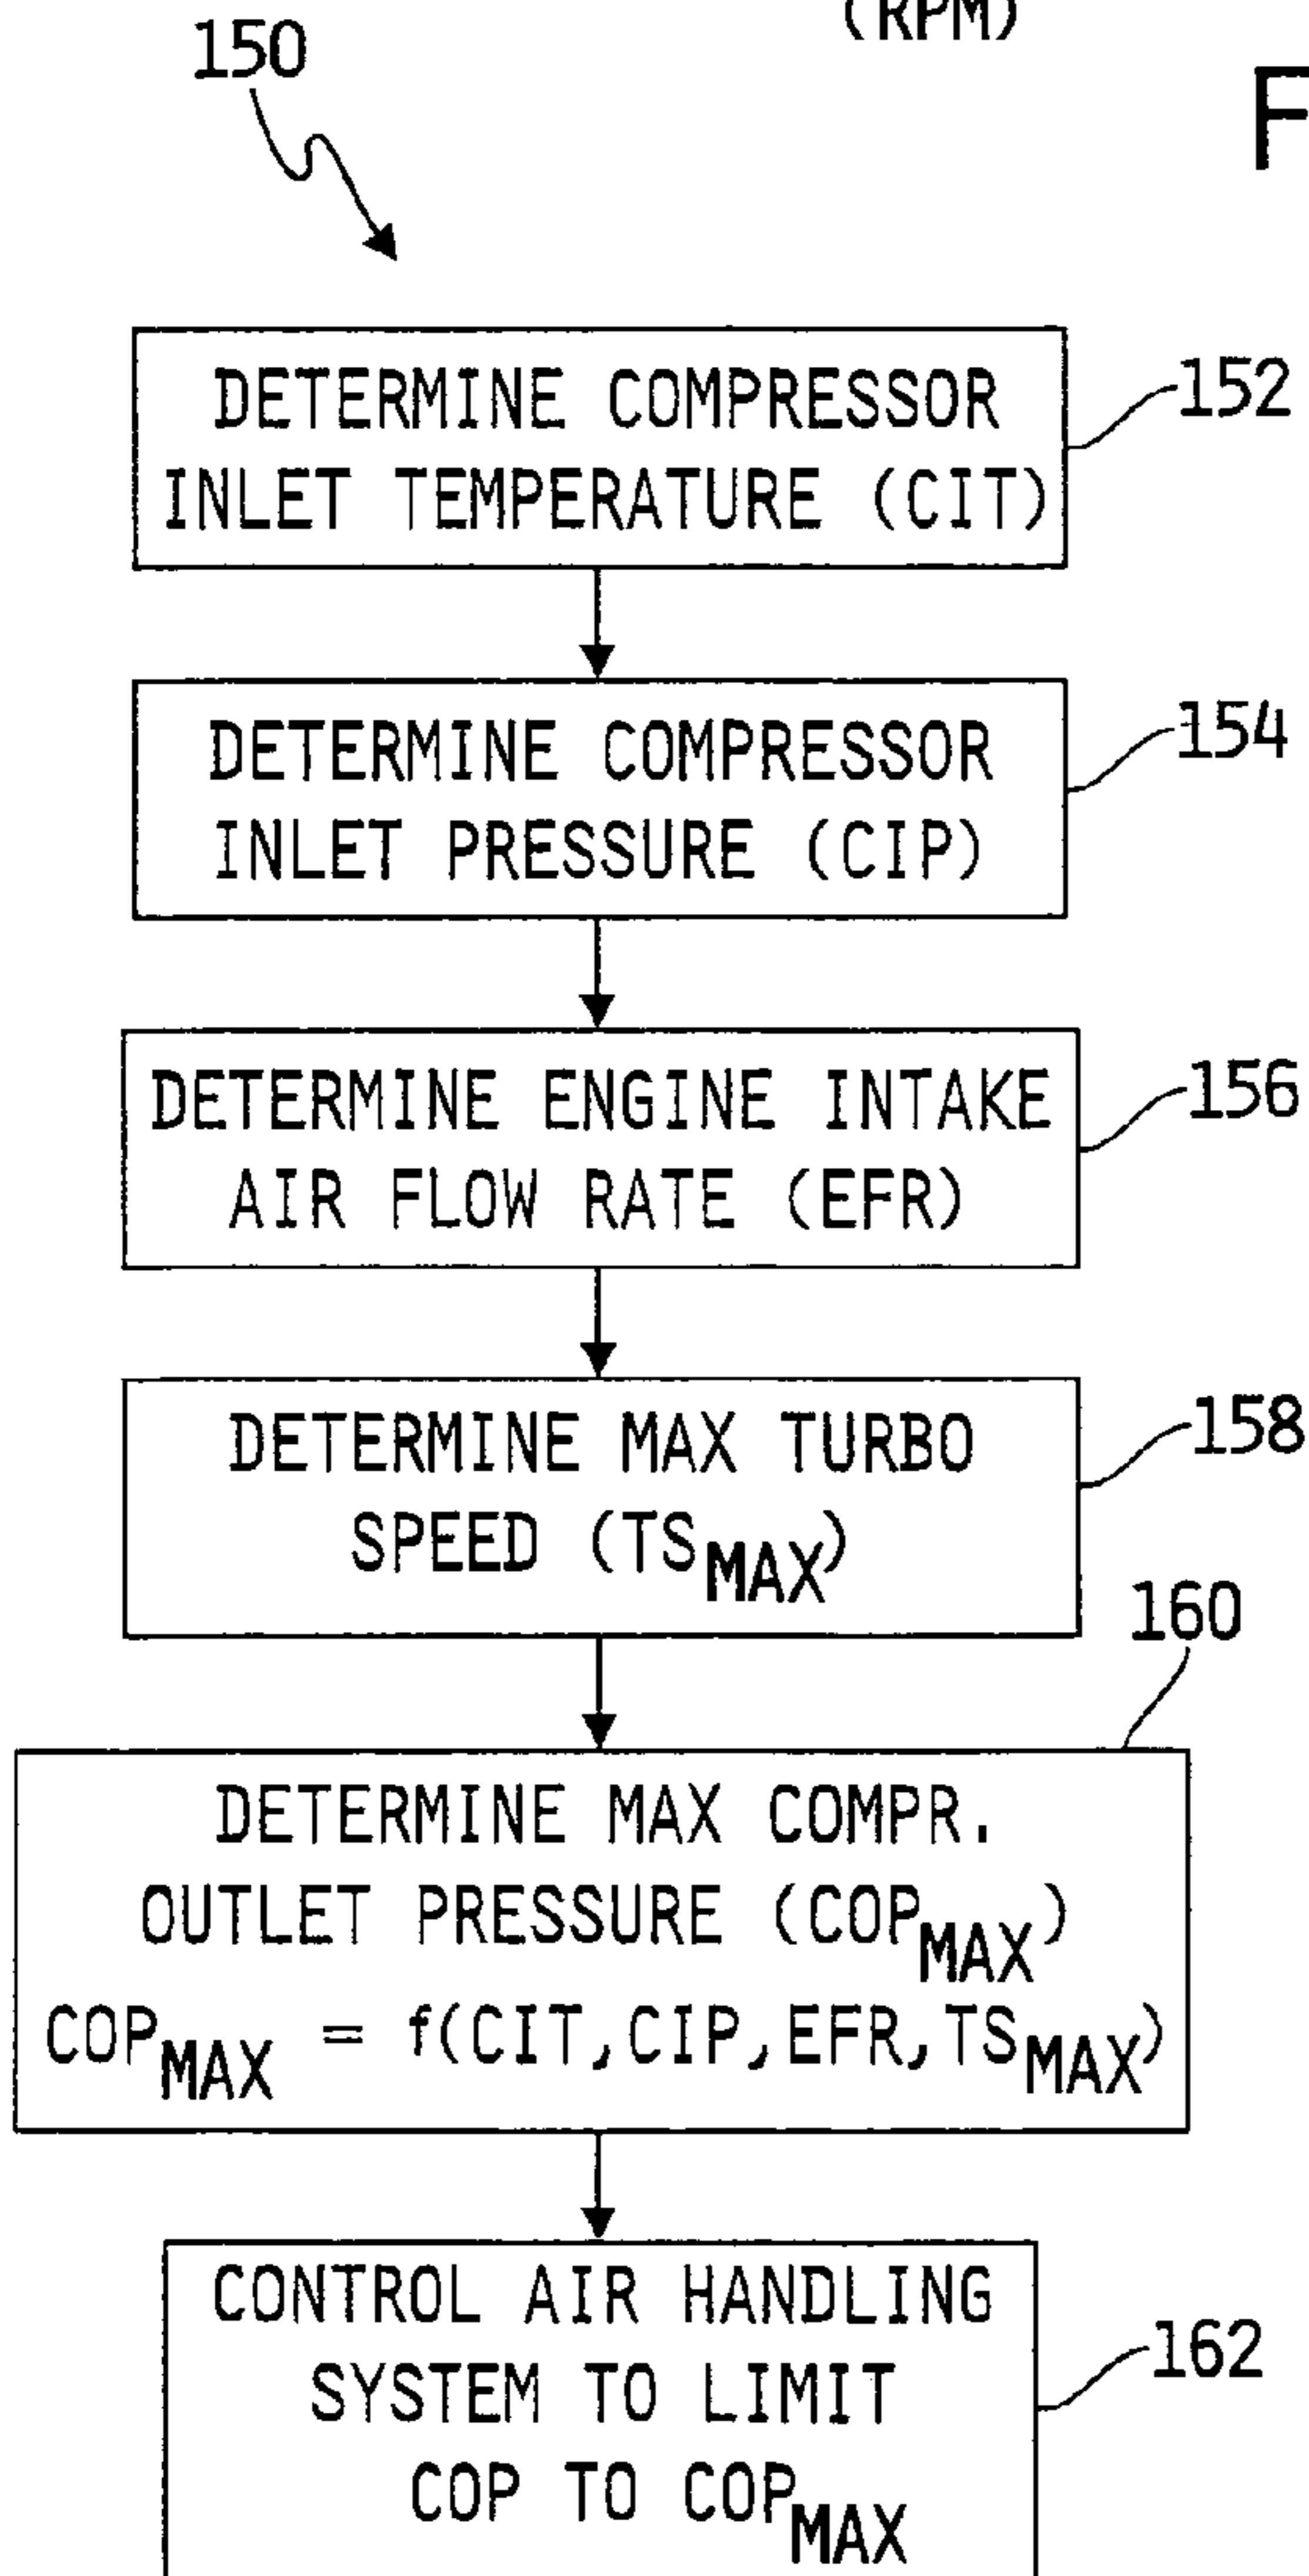 (RPM)
150
F
DETERMINE COMPRESSOR
INLET TEMPERATURE (CIT)
152
DETERMINE COMPRESSOR
INLET PRESSURE (CIP)
154
DETERMINE ENGINE INTAKE
AIR FLOW RATE (EFR)
156
DETERMINE MAX TURBO
SPEED (TSMAX)
158
160
DETERMINE MAX COMPR.
OUTLET PRESSURE (COPMAX)
COPMAX = f(CIT,CIP,EFR,TSMAX)
CONTROL AIR HANDLING
SYSTEM TO LIMIT
COP TO COPMAX
162